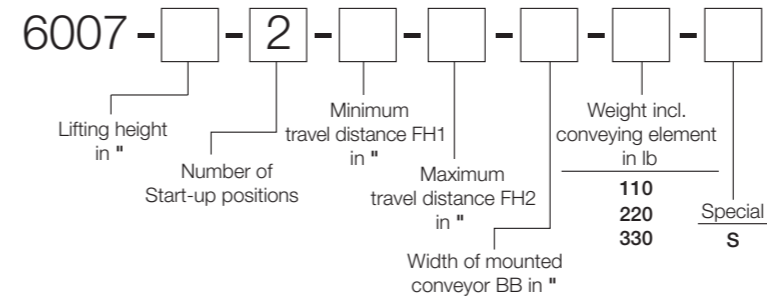 6007 - - 2 - - - - -
Lifting height
in "
Number of
Start-up positions
Minimum
travel distance FH1
in "
Maximum
travel distance FH2
in "
Width of mounted
conveyor BB in "
Weight incl.
conveying element
in lb
110
220
330
Special
S